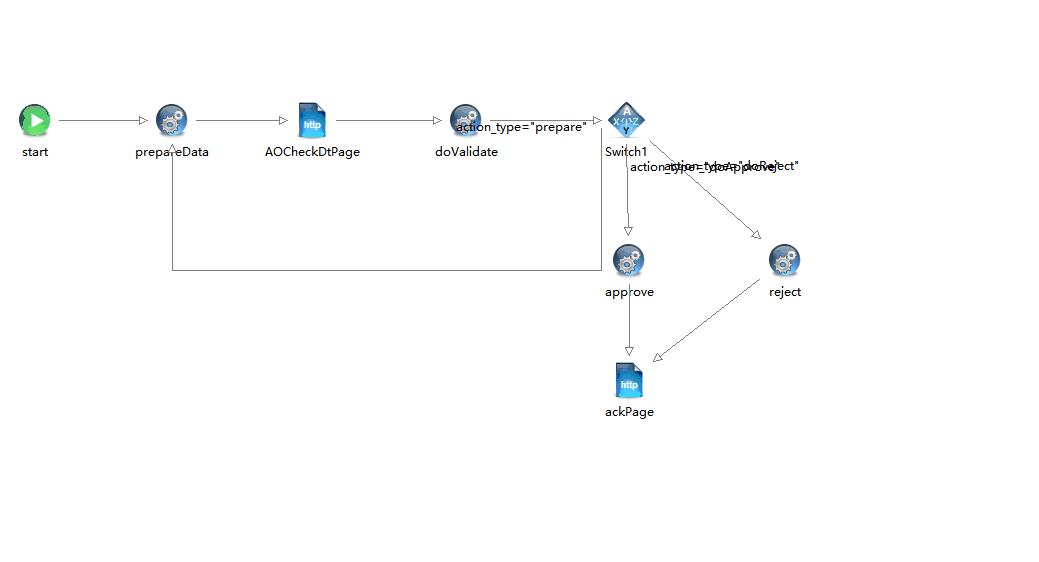 http
action_type="prepare"
start
prepareData
AOCheckDtPage
doValidate
A
X Z
Y
Switch1
action_type="doApprove"
action_type="doReject"
approve
reject
http
ackPage